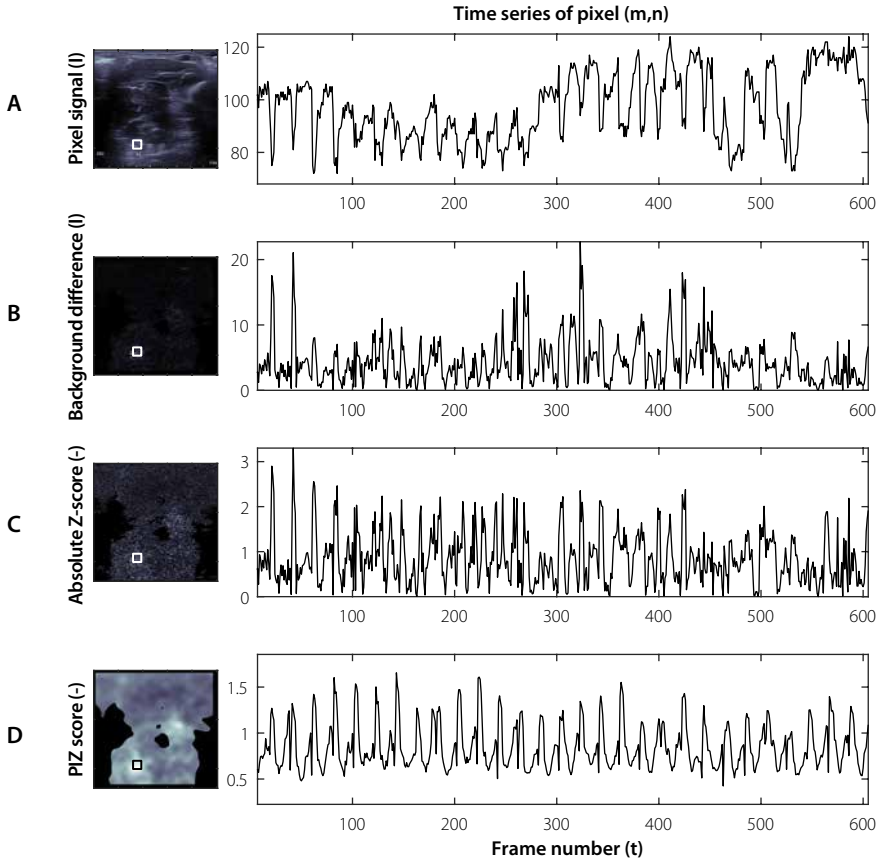 Time series of pixel (m,n)
A
Pixel signal (I)
120
100
80
100 200 300 400 500 600
B
Background difference (I)
20
10
0
100 200 300 400 500 600
C
Absolute Z-score (-)
3
2
1
0
100 200 300 400 500 600
D
PIZ score (-)
1.5
1
0.5
100 200 300 400 500 600
Frame number (t)